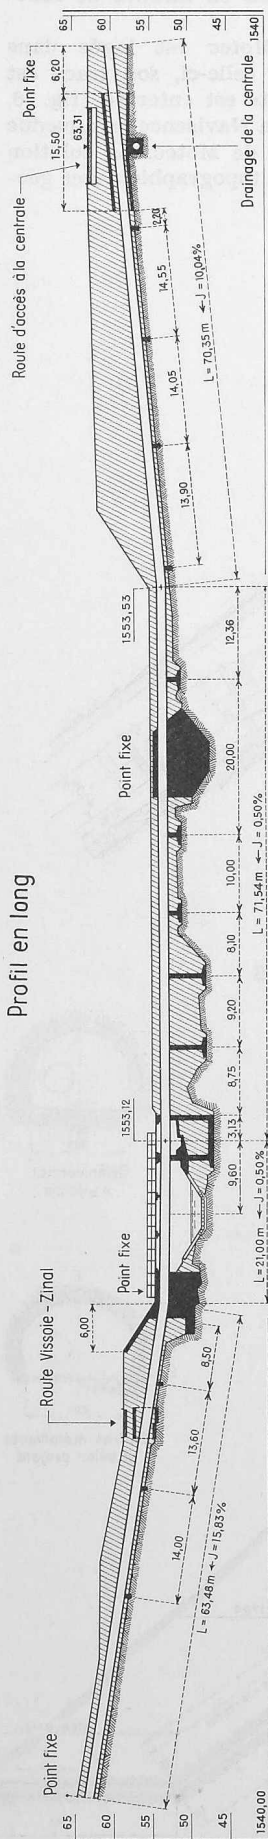 Profil en long
65
60
55
50
45
1540,00
Point fixe
14,00
13,60
8,50
L = 63,48 m ← J = 15,83 %
Route Vissoie – Zinal
6,00
Point fixe
1553,12
9,60
3,13
8,75
9,20
8,10
10,00
20,00
12,36
L = 21,00 m ← J = 0,50 %
L = 71,54 m ← J = 0,50 %
Point fixe
1553,53
13,90
14,05
14,55
2,20
L = 70,35 m ← J = 10,04 %
Route d'accès à la centrale
63,31
15,50
6,20
Point fixe
Drainage de la centrale
65
60
55
50
45
1540